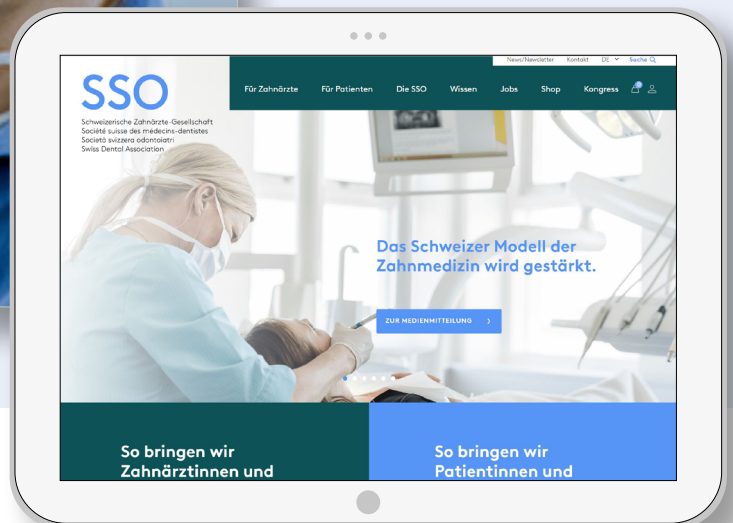 News/Newsletter Kontakt DE Suche
SSO
Für Zahnärzte Für Patienten Die SSO Wissen Jobs Shop Kongress 0
Schweizerische Zahnärzte-Gesellschaft
Société suisse des médecins-dentistes
Società svizzera odontoiatri
Swiss Dental Association
Das Schweizer Modell der
Zahnmedizin wird gestärkt.
ZUR MEDIENMITTEILUNG
So bringen wir
Zahnärztinnen und
So bringen wir
Patientinnen und